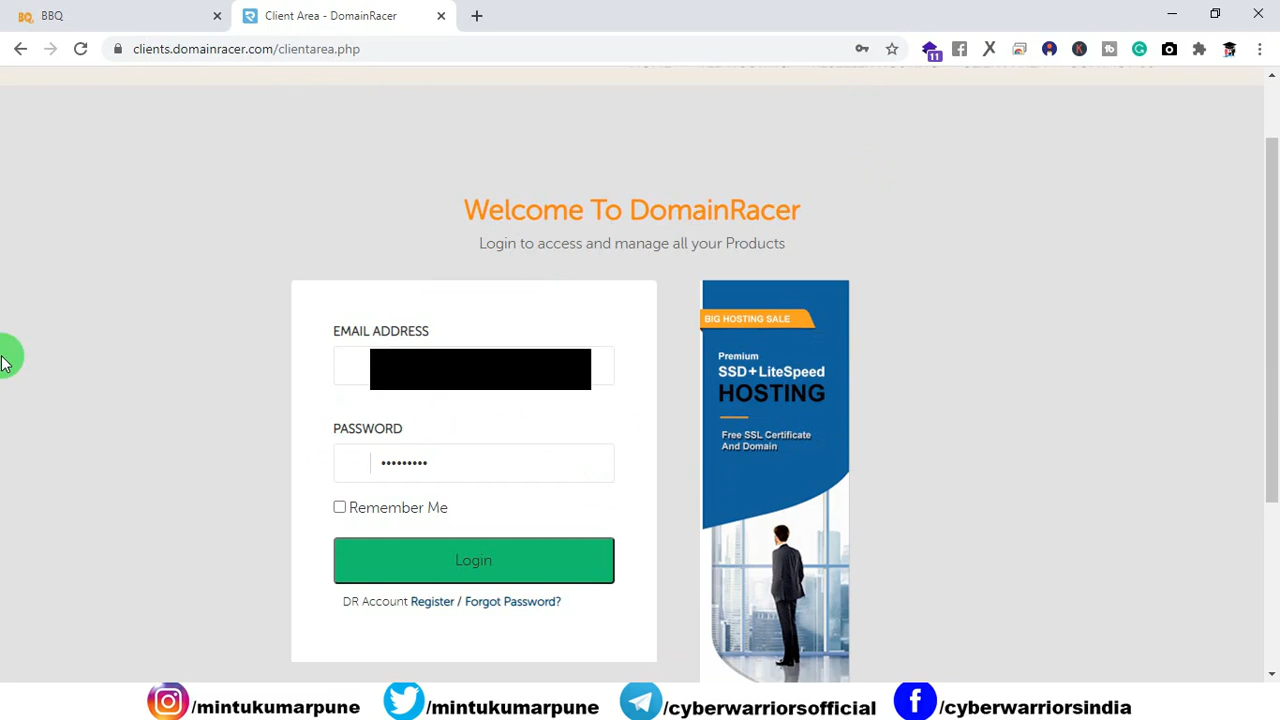 BQ BBQ
Client Area - DomainRacer
clients.domainracer.com/clientarea.php
11
Welcome To DomainRacer
Login to access and manage all your Products
EMAIL ADDRESS
PASSWORD
•••••••••
Remember Me
Login
DR Account Register / Forgot Password?
BIG HOSTING SALE
Premium
SSD+LiteSpeed
HOSTING
Free SSL Certificate
And Domain
/mintukumarpune
/mintukumarpune
/cyberwarriorsofficial
/cyberwarriorsindia